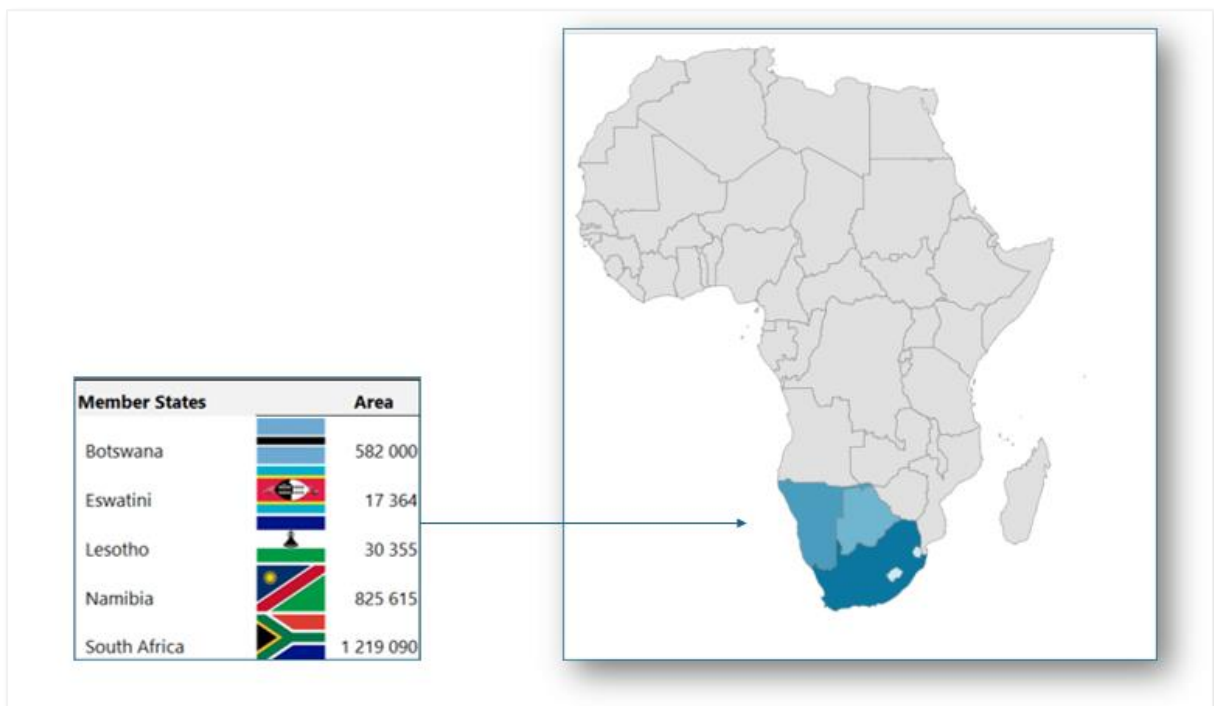 Member States Area
Botswana 582 000
Eswatini 17 364
Lesotho 30 355
Namibia 825 615
South Africa 1 219 090